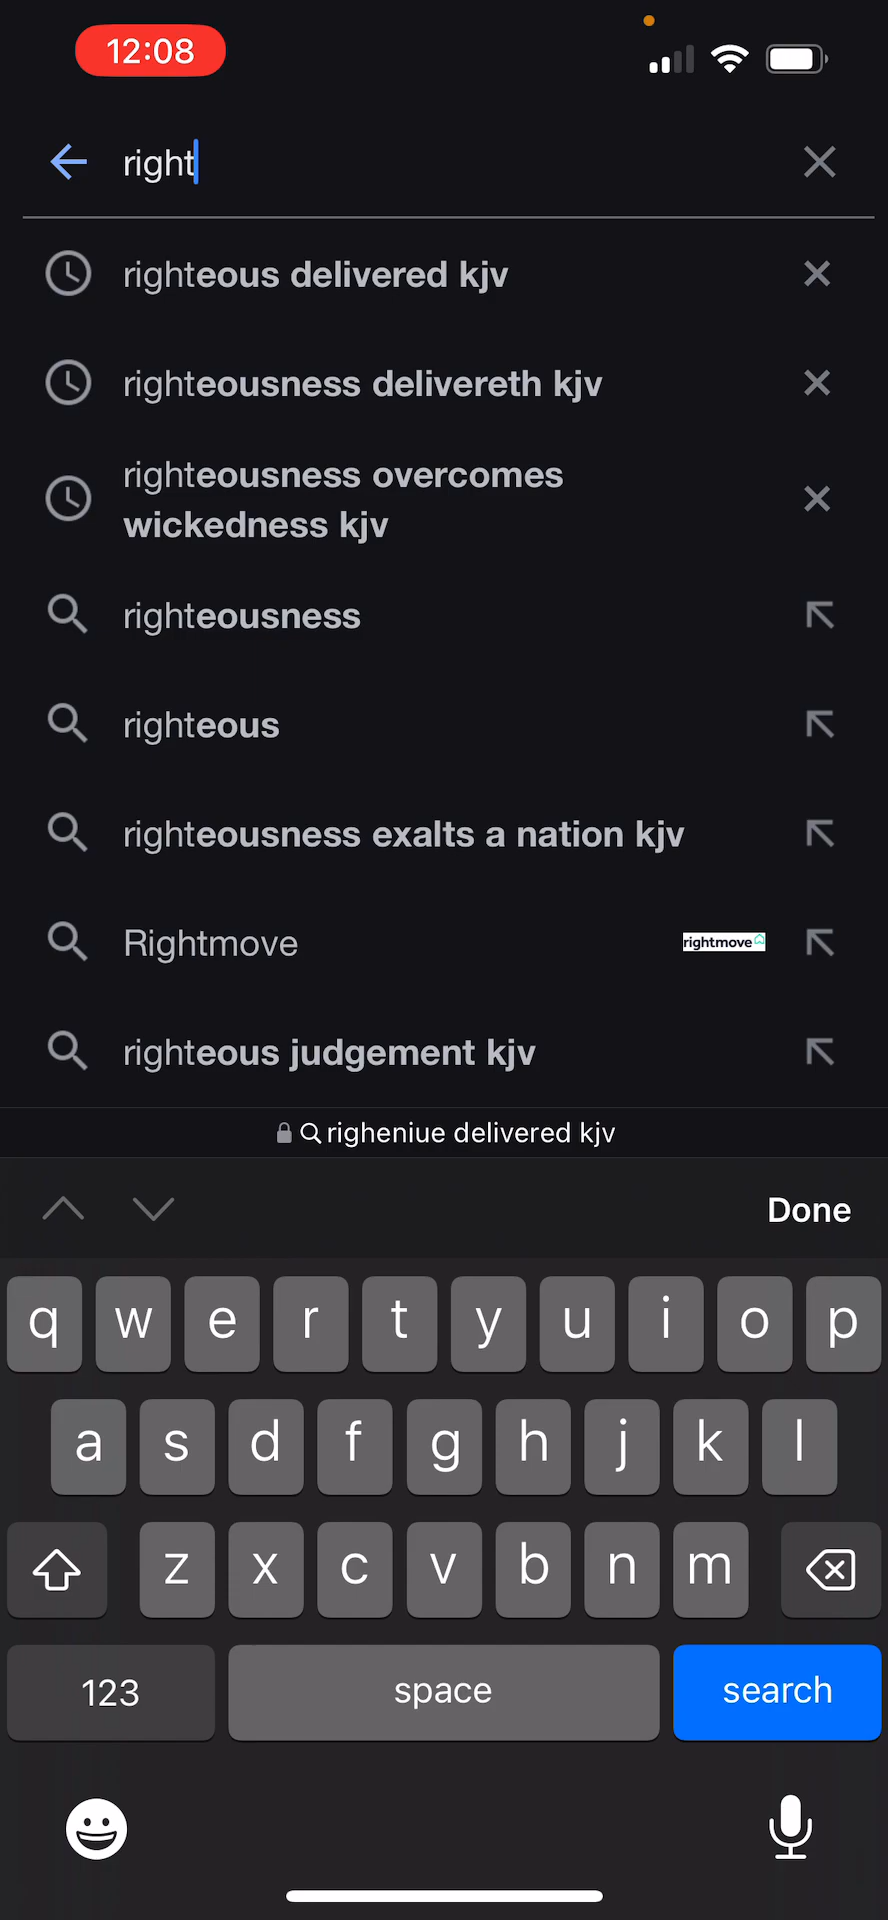 12:08
right
righteous delivered kjv
righteousness delivereth kjv
righteousness overcomes
wickedness kjv
righteousness
righteous
righteousness exalts a nation kjv
Rightmove
rightmove
righteous judgement kjv
righeniue delivered kjv
Done
q w e r t y u i o p
a s d f g h j k l
z x c v b n m
123 space search